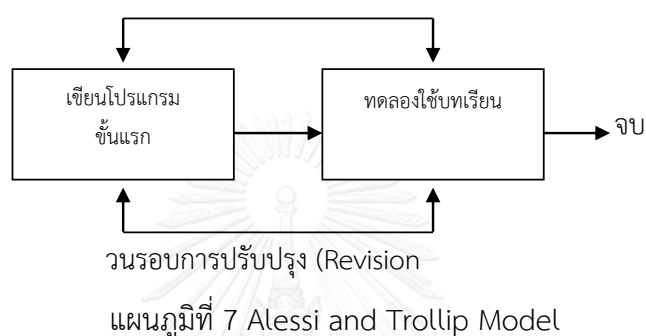 เขียนโปรแกรม
ขั้นแรก
ทดลองใช้บทเรียน
จบ
วนรอบการปรับปรุง (Revision
แผนภูมิที่ 7 Alessi and Trollip Model